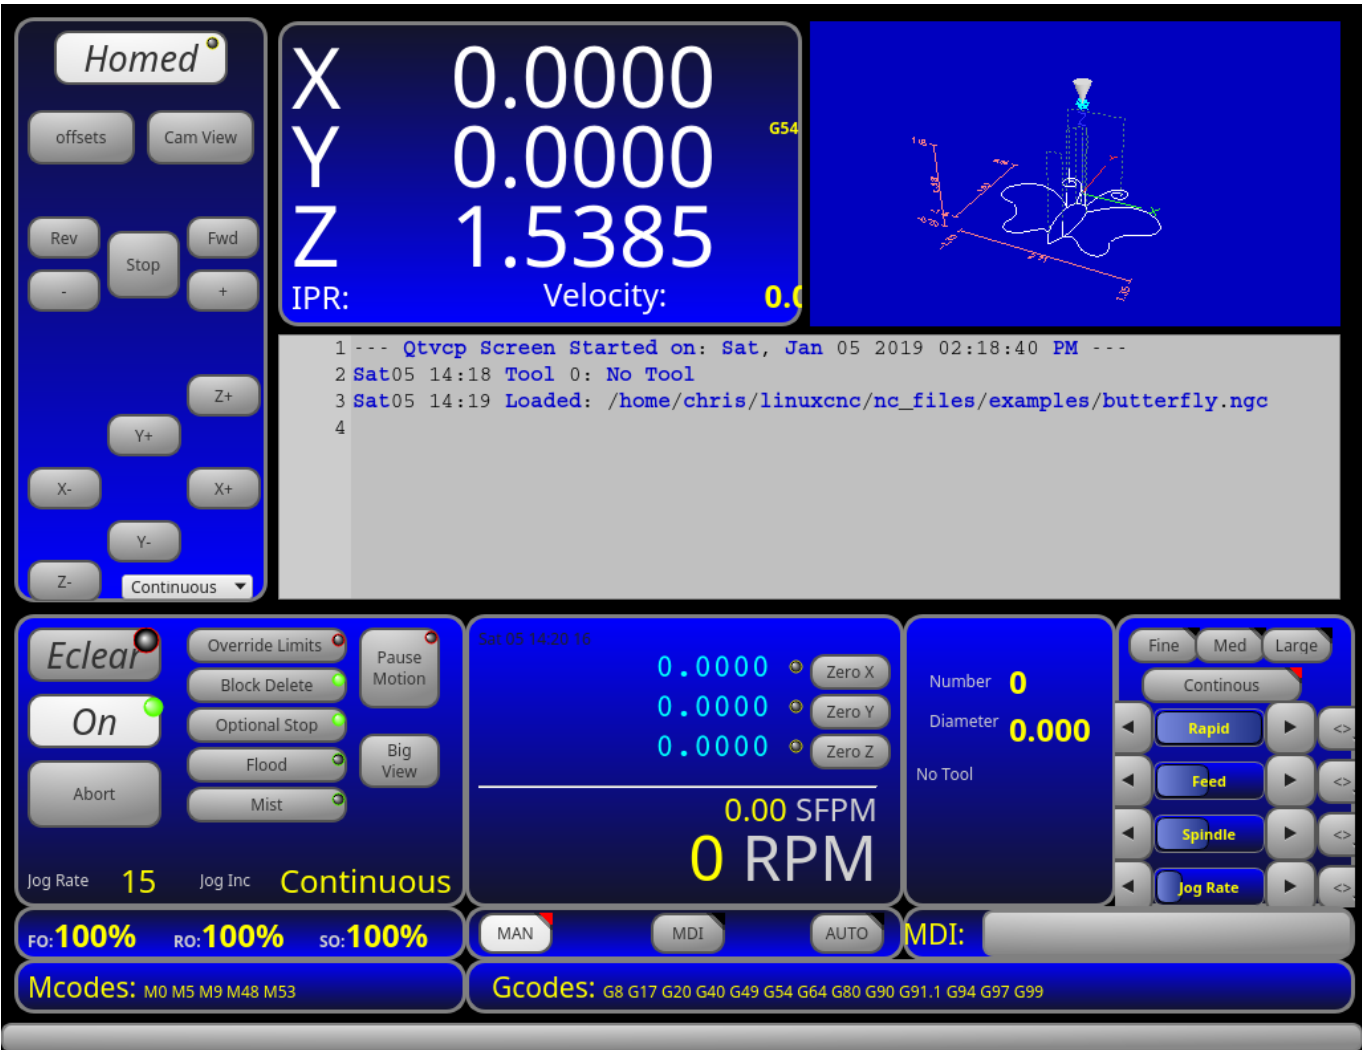 Homed
offsets
Cam View
Rev
Fwd
Stop
-
+
Z+
Y+
X-
X+
Y-
Z-
Continuous
X 0.0000
Y 0.0000
G54
Z 1.5385
IPR:
Velocity:
1 --- Qtvcp Screen Started on: Sat, Jan 05 2019 02:18:40 PM ---
2 Sat05 14:18 Tool 0: No Tool
3 Sat05 14:19 Loaded: /home/chris/linuxcnc/nc_files/examples/butterfly.ngc
4
Eclear
On
Abort
Override Limits
Block Delete
Optional Stop
Flood
Mist
Pause
Motion
Big
View
Jog Rate 15
Jog Inc Continuous
Sat05 14:20:16
0.0000 Zero X
0.0000 Zero Y
0.0000 Zero Z
0.00 SFPM
0 RPM
Number 0
Diameter 0.000
No Tool
Fine Med Large
Continous
Rapid <>
Feed <>
Spindle <>
Jog Rate <>
FO:100% RO:100% SO:100%
MAN MDI AUTO
MDI:
Mcodes: M0 M5 M9 M48 M53
Gcodes: G8 G17 G20 G40 G49 G54 G64 G80 G90 G91.1 G94 G97 G99